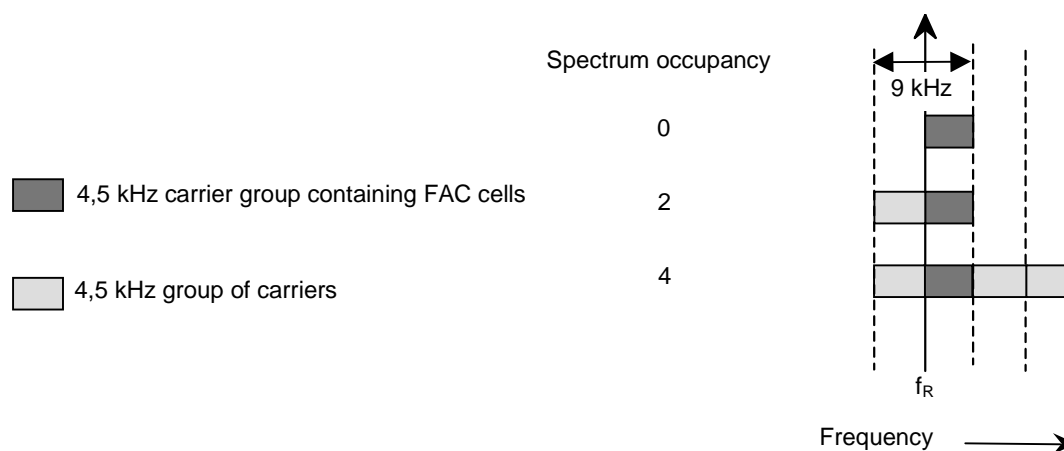 Spectrum occupancy
9 kHz
0
4,5 kHz carrier group containing FAC cells
2
4,5 kHz group of carriers
4
fR
Frequency